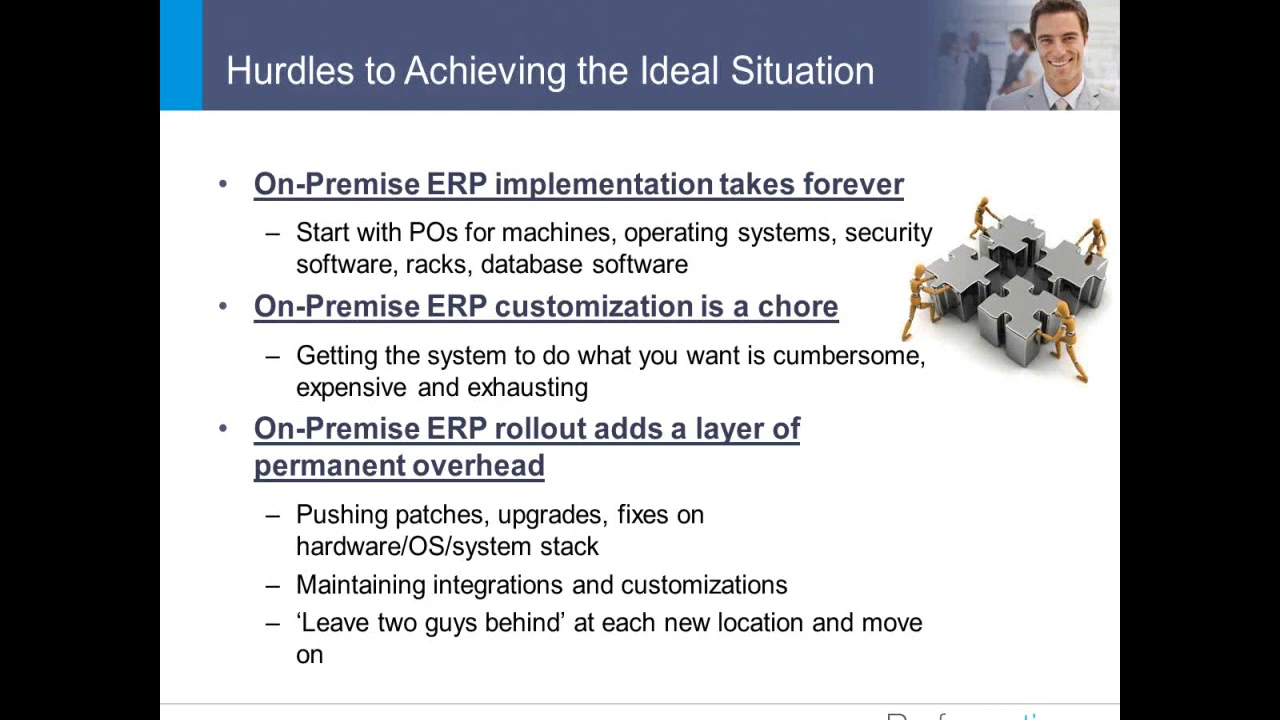 Hurdles to Achieving the Ideal Situation
• On-Premise ERP implementation takes forever
– Start with POs for machines, operating systems, security
software, racks, database software
• On-Premise ERP customization is a chore
– Getting the system to do what you want is cumbersome,
expensive and exhausting
• On-Premise ERP rollout adds a layer of
permanent overhead
– Pushing patches, upgrades, fixes on
hardware/OS/system stack
– Maintaining integrations and customizations
– ‘Leave two guys behind’ at each new location and move
on